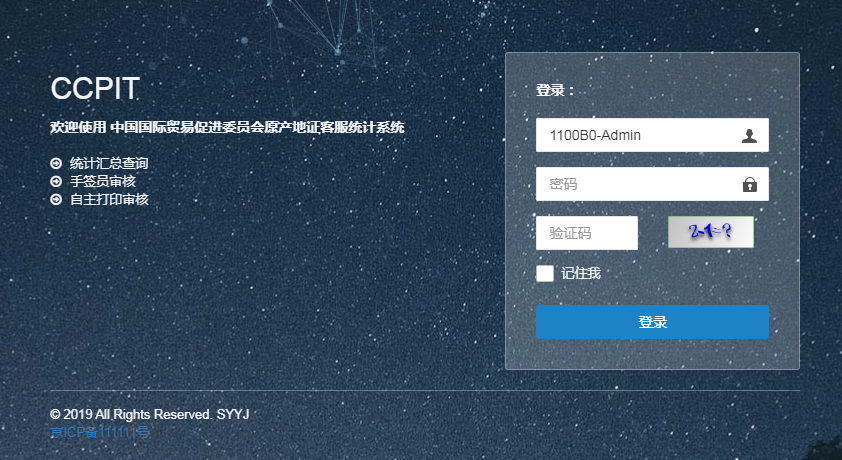 CCPIT
欢迎使用 中国国际贸易促进委员会原产地证客服统计系统
统计汇总查询
手签员审核
自主打印审核
登录：
1100B0-Admin
密码
验证码
记住我
登录
© 2019 All Rights Reserved. SYYJ
京ICP备111111号